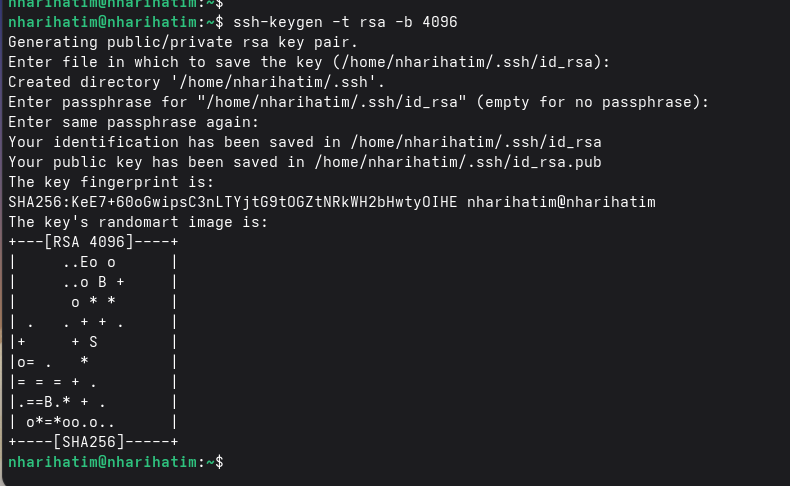 nharihatim@nharihatim:~$
nharihatim@nharihatim:~$ ssh-keygen -t rsa -b 4096
Generating public/private rsa key pair.
Enter file in which to save the key (/home/nharihatim/.ssh/id_rsa):
Created directory '/home/nharihatim/.ssh'.
Enter passphrase for "/home/nharihatim/.ssh/id_rsa" (empty for no passphrase):
Enter same passphrase again:
Your identification has been saved in /home/nharihatim/.ssh/id_rsa
Your public key has been saved in /home/nharihatim/.ssh/id_rsa.pub
The key fingerprint is:
SHA256:KeE7+60oGwipsC3nLTYjtG9tOGZtNRkWH2bHwtyOIHE nharihatim@nharihatim
The key's randomart image is:
+---[RSA 4096]----+
|     ..Eo o      |
|     ..o B +     |
|      o * *      |
| .   . + + .     |
|+     + S        |
|o= .   *         |
|= = = + .        |
|.==B.* + .       |
| o*=*oo.o..      |
+----[SHA256]-----+
nharihatim@nharihatim:~$